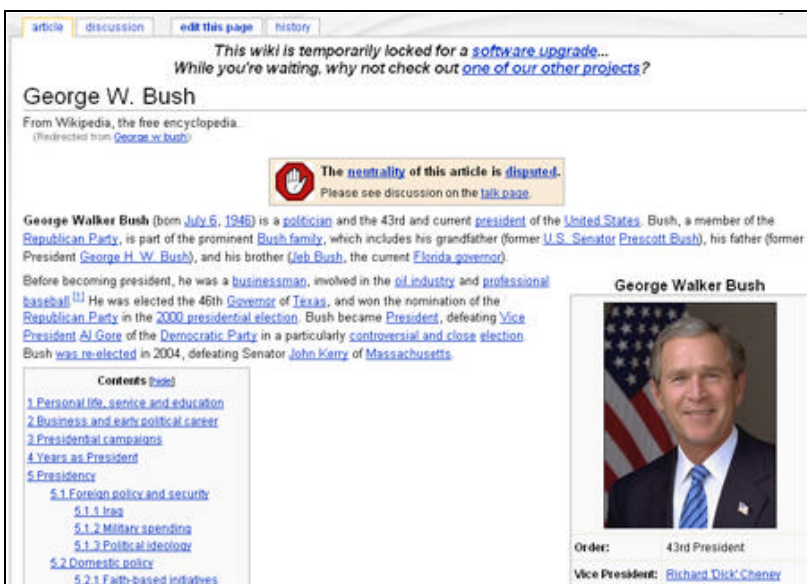 article discussion edit this page history
This wiki is temporarily locked for a software upgrade...
While you're waiting, why not check out one of our other projects?
George W. Bush
From Wikipedia, the free encyclopedia.
(Redirected from George w bush)
The neutrality of this article is disputed.
Please see discussion on the talk page.
George Walker Bush (born July 6, 1946) is a politician and the 43rd and current president of the United States. Bush, a member of the
Republican Party, is part of the prominent Bush family, which includes his grandfather (former U.S. Senator Prescott Bush), his father (former
President George H. W. Bush), and his brother (Jeb Bush, the current Florida governor).
Before becoming president, he was a businessman, involved in the oil industry and professional
baseball.[1] He was elected the 46th Governor of Texas, and won the nomination of the
Republican Party in the 2000 presidential election. Bush became President, defeating Vice
President Al Gore of the Democratic Party in a particularly controversial and close election.
Bush was re-elected in 2004, defeating Senator John Kerry of Massachusetts.
Contents [hide]
1 Personal life, service and education
2 Business and early political career
3 Presidential campaigns
4 Years as President
5 Presidency
5.1 Foreign policy and security
5.1.1 Iraq
5.1.2 Military spending
5.1.3 Political ideology
5.2 Domestic policy
5.2.1 Faith-based initiatives
George Walker Bush
Order: 43rd President
Vice President: Richard 'Dick' Cheney